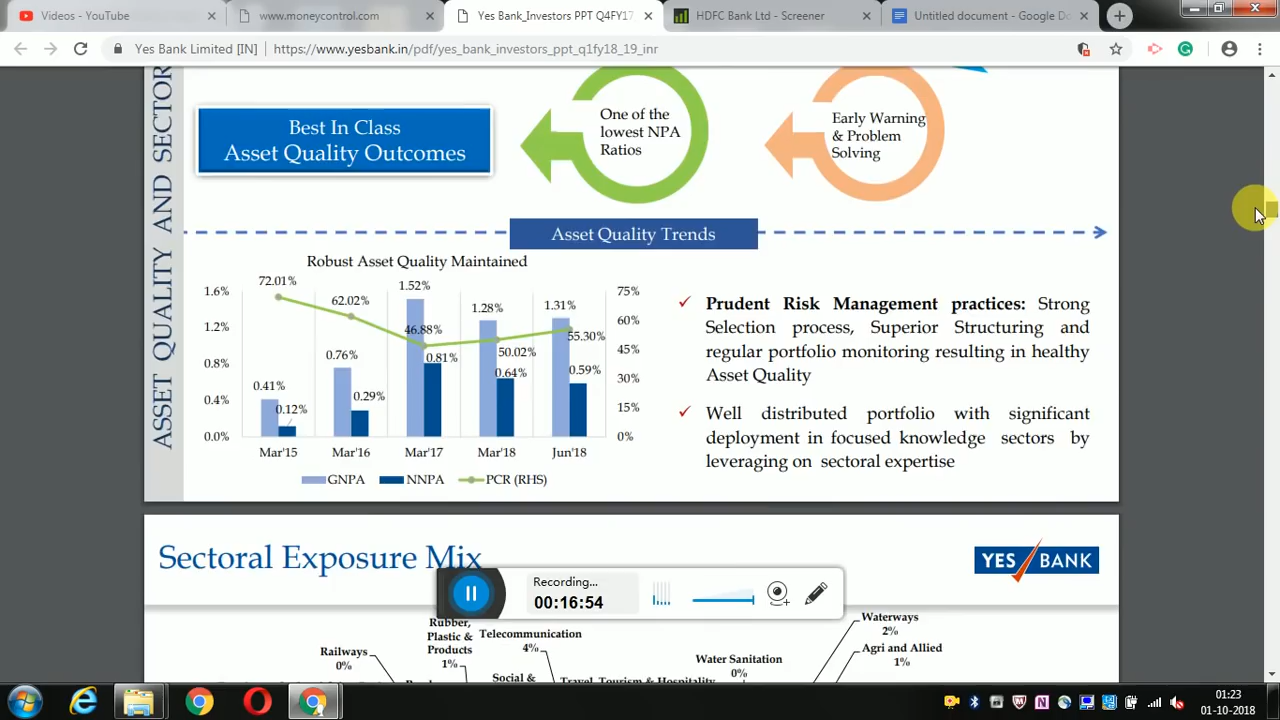 Videos - YouTube
www.moneycontrol.com
Yes Bank_Investors PPT Q4FY17
HDFC Bank Ltd - Screener
Untitled document - Google Do
Yes Bank Limited [IN]
https://www.yesbank.in/pdf/yes_bank_investors_ppt_q1fy18_19_inr
ASSET QUALITY AND SECTOR
Best In Class
Asset Quality Outcomes
One of the
lowest NPA
Ratios
Early Warning
& Problem
Solving
Asset Quality Trends
Robust Asset Quality Maintained
1.6%
1.2%
0.8%
0.4%
0.0%
72.01%
62.02%
46.88%
50.02%
55.30%
0.41%
0.12%
0.76%
0.29%
1.52%
0.81%
1.28%
0.64%
1.31%
0.59%
75%
60%
45%
30%
15%
0%
Mar'15
Mar'16
Mar'17
Mar'18
Jun'18
GNPA
NNPA
PCR (RHS)
Prudent Risk Management practices: Strong
Selection process, Superior Structuring and
regular portfolio monitoring resulting in healthy
Asset Quality
Well distributed portfolio with significant
deployment in focused knowledge sectors by
leveraging on sectoral expertise
Sectoral Exposure Mix
YES BANK
Recording...
00:16:54
Railways
0%
Rubber,
Plastic &
Products
1%
Telecommunication
4%
Social &
Travel, Tourism & Hospitality
Water Sanitation
0%
Waterways
2%
Agri and Allied
1%
01:23
01-10-2018